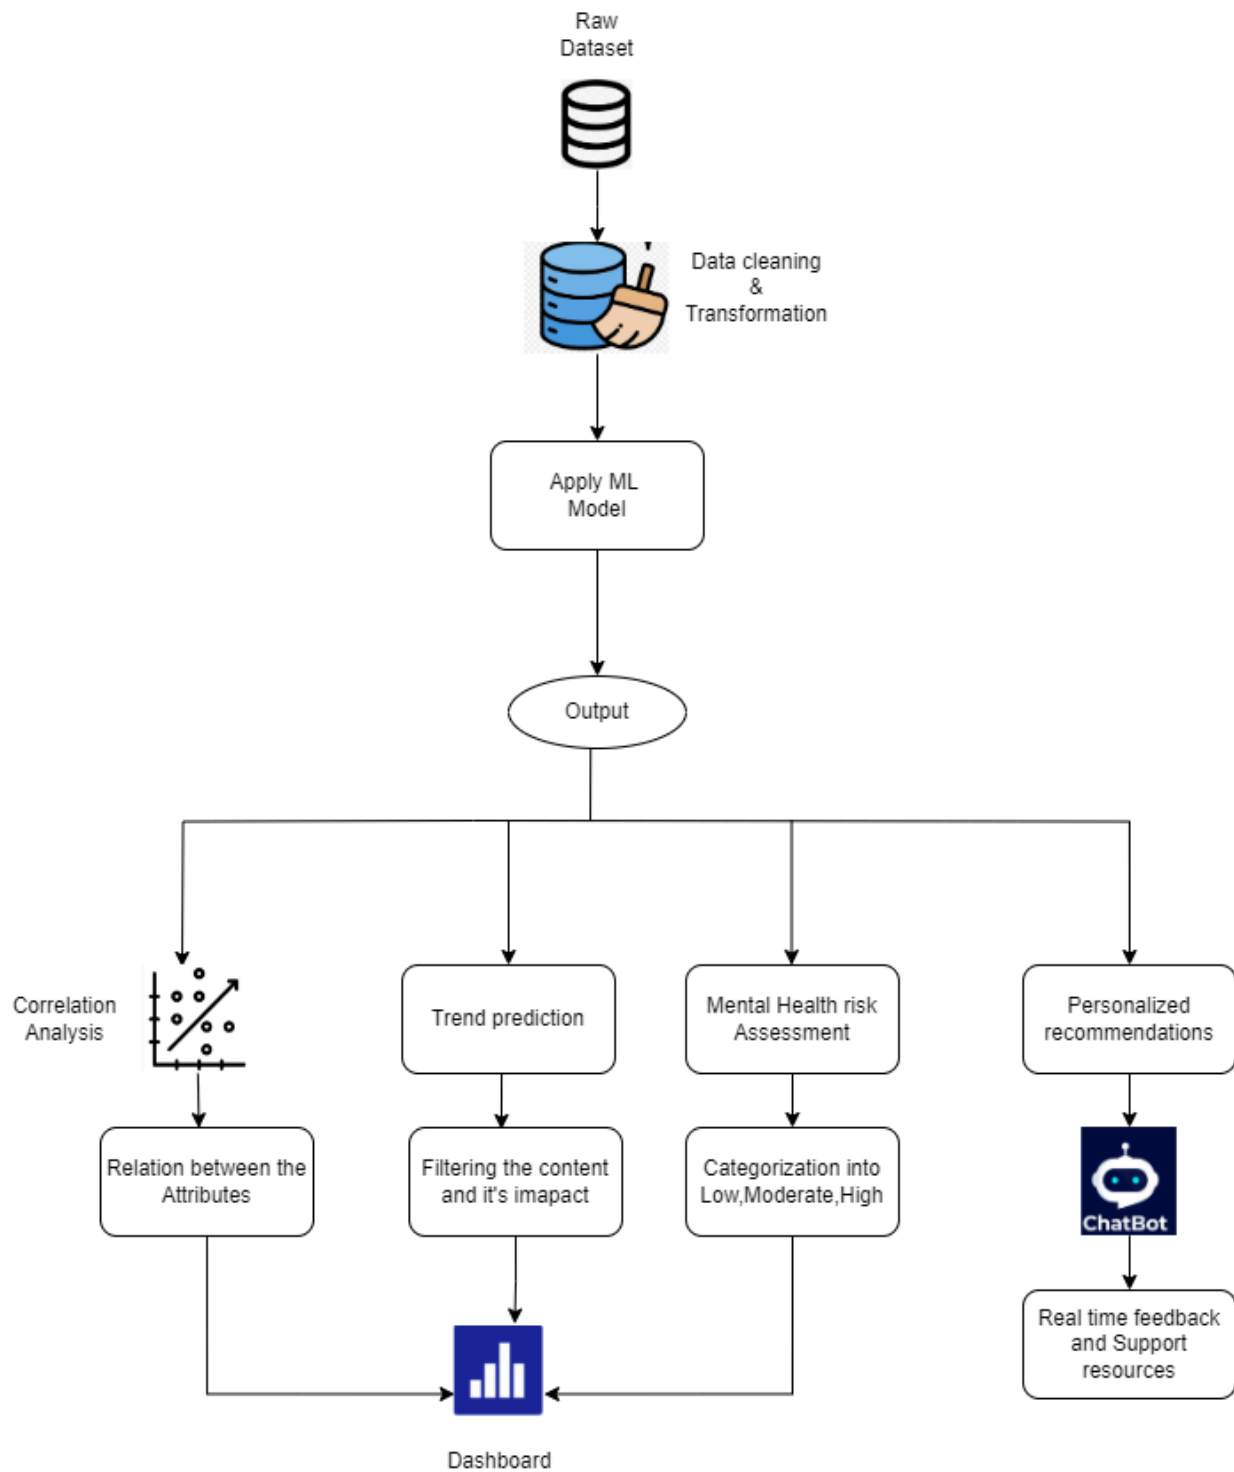 Raw
Dataset
Data cleaning
&
Transformation
Apply ML
Model
Output
Correlation
Analysis
Trend prediction
Mental Health risk
Assessment
Personalized
recommendations
Relation between the
Attributes
Filtering the content
and it's imapact
Categorization into
Low,Moderate,High
ChatBot
Real time feedback
and Support
resources
Dashboard